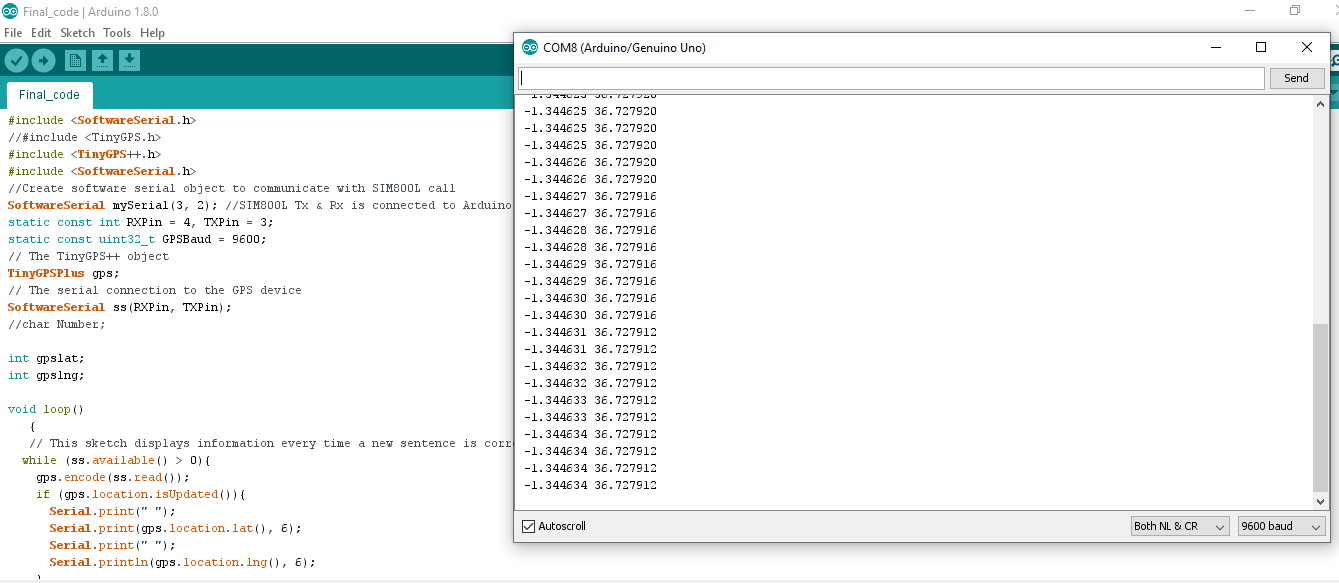 Final_code | Arduino 1.8.0
File Edit Sketch Tools Help
Final_code
#include <SoftwareSerial.h>
//#include <TinyGPS.h>
#include <TinyGPS++.h>
#include <SoftwareSerial.h>
//Create software serial object to communicate with SIM800L call
SoftwareSerial mySerial(3, 2); //SIM800L Tx & Rx is connected to Arduino
static const int RXPin = 4, TXPin = 3;
static const uint32_t GPSBaud = 9600;
// The TinyGPS++ object
TinyGPSPlus gps;
// The serial connection to the GPS device
SoftwareSerial ss(RXPin, TXPin);
//char Number;
int gpslat;
int gpslng;
void loop()
{
// This sketch displays information every time a new sentence is corre
while (ss.available() > 0){
gps.encode(ss.read());
if (gps.location.isUpdated()){
Serial.print(" ");
Serial.print(gps.location.lat(), 6);
Serial.print(" ");
Serial.println(gps.location.lng(), 6);
COM8 (Arduino/Genuino Uno)
Send
-1.344625 36.727920
-1.344625 36.727920
-1.344625 36.727920
-1.344625 36.727920
-1.344626 36.727920
-1.344626 36.727920
-1.344627 36.727916
-1.344627 36.727916
-1.344628 36.727916
-1.344628 36.727916
-1.344629 36.727916
-1.344629 36.727916
-1.344630 36.727916
-1.344630 36.727916
-1.344631 36.727912
-1.344631 36.727912
-1.344632 36.727912
-1.344632 36.727912
-1.344633 36.727912
-1.344633 36.727912
-1.344634 36.727912
-1.344634 36.727912
-1.344634 36.727912
-1.344634 36.727912
Autoscroll
Both NL & CR
9600 baud